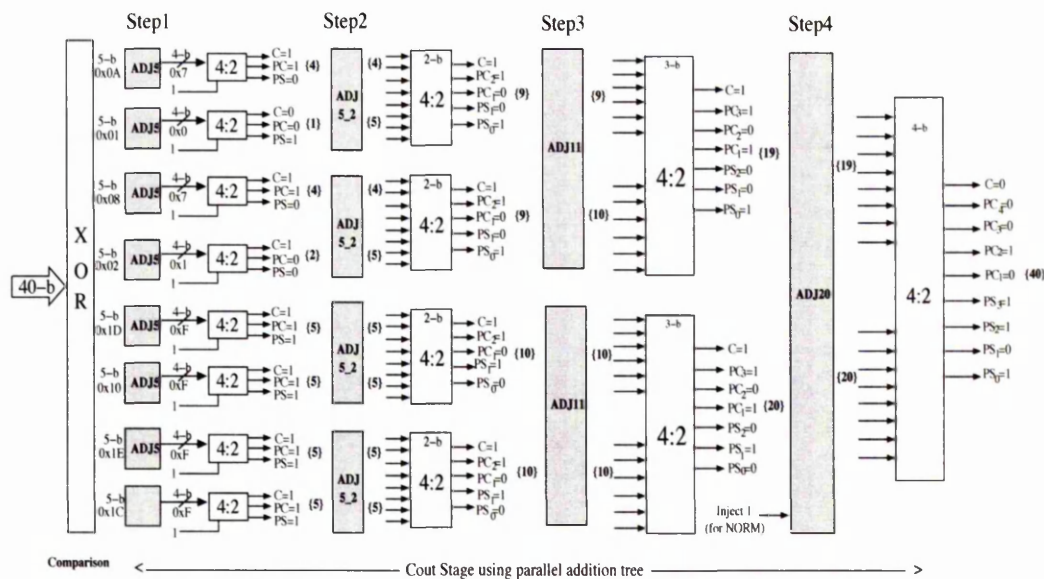 Step1
Step2
Step3
Step4
40-b
X
O
R
5-b
0x0A
ADJ5
4-b
0x7
1
4:2
C=1
PC=1
PS=0
{4}
5-b
0x01
ADJ5
4-b
0x0
1
4:2
C=0
PC=0
PS=1
{1}
5-b
0x08
ADJ5
4-b
0x7
1
4:2
C=1
PC=1
PS=0
{4}
5-b
0x02
ADJ5
4-b
0x1
1
4:2
C=1
PC=0
PS=0
{2}
5-b
0x1D
ADJ5
4-b
0xF
1
4:2
C=1
PC=1
PS=1
{5}
5-b
0x10
ADJ5
4-b
0xF
1
4:2
C=1
PC=1
PS=1
{5}
5-b
0x1E
ADJ5
4-b
0xF
1
4:2
C=1
PC=1
PS=1
{5}
5-b
0x1C
4-b
0xF
1
4:2
C=1
PC=1
PS=1
{5}
ADJ
5_2
{4}
{5}
2-b
4:2
C=1
PC2=1
PC1=0
PS1=0
PS0=1
{9}
ADJ
5_2
{4}
{5}
2-b
4:2
C=1
PC2=1
PC1=0
PS1=0
PS0=1
{9}
ADJ
5_2
{5}
{5}
2-b
4:2
C=1
PC2=1
PC1=0
PS1=1
PS0=0
{10}
ADJ
5_2
{5}
{5}
2-b
4:2
C=1
PC2=1
PC1=0
PS1=1
PS0=0
{10}
ADJ11
{9}
{10}
3-b
4:2
C=1
PC3=1
PC2=0
PC1=1
PS2=0
PS1=0
PS0=1
{19}
ADJ11
{10}
{10}
3-b
4:2
C=1
PC3=1
PC2=0
PC1=1
PS2=0
PS1=1
PS0=0
{20}
Inject 1
(for NORM)
ADJ20
{19}
{20}
4-b
4:2
C=0
PC4=0
PC3=0
PC2=1
PC1=0
PS3=1
PS2=1
PS1=0
PS0=1
{40}
Comparison
< Cout Stage using parallel addition tree >